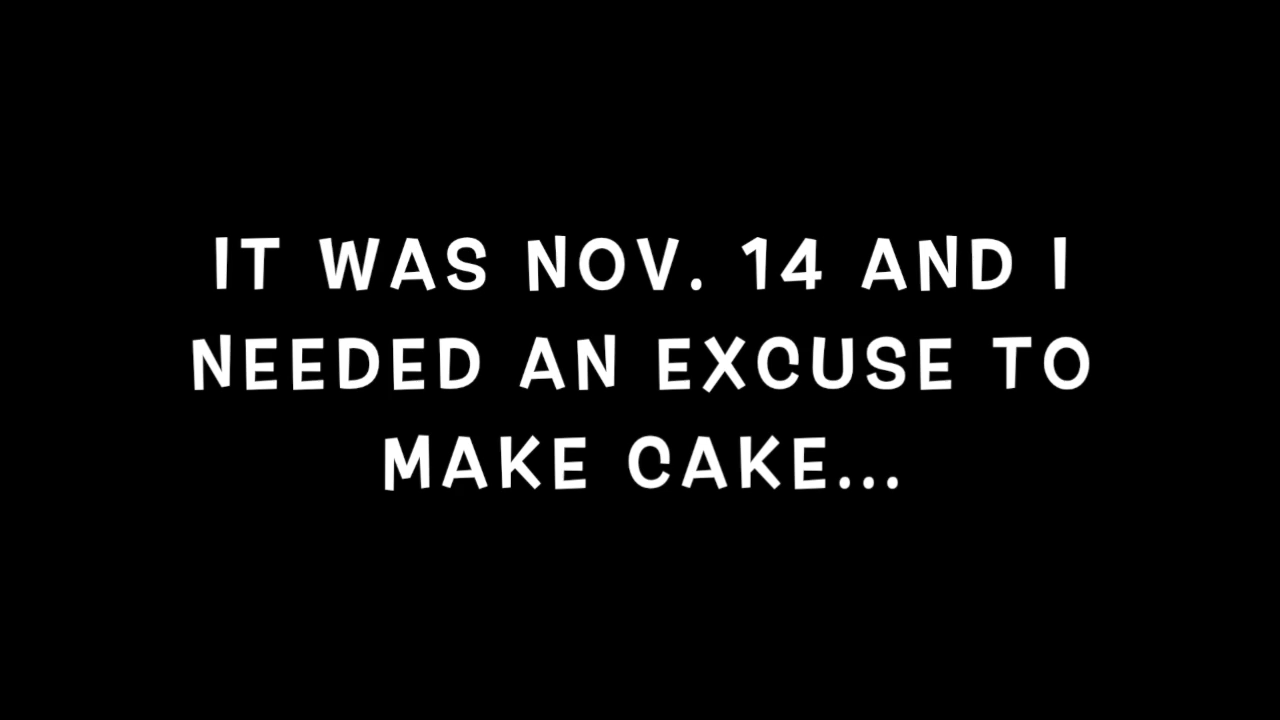 IT WAS NOV. 14 AND I
NEEDED AN EXCUSE TO
MAKE CAKE...